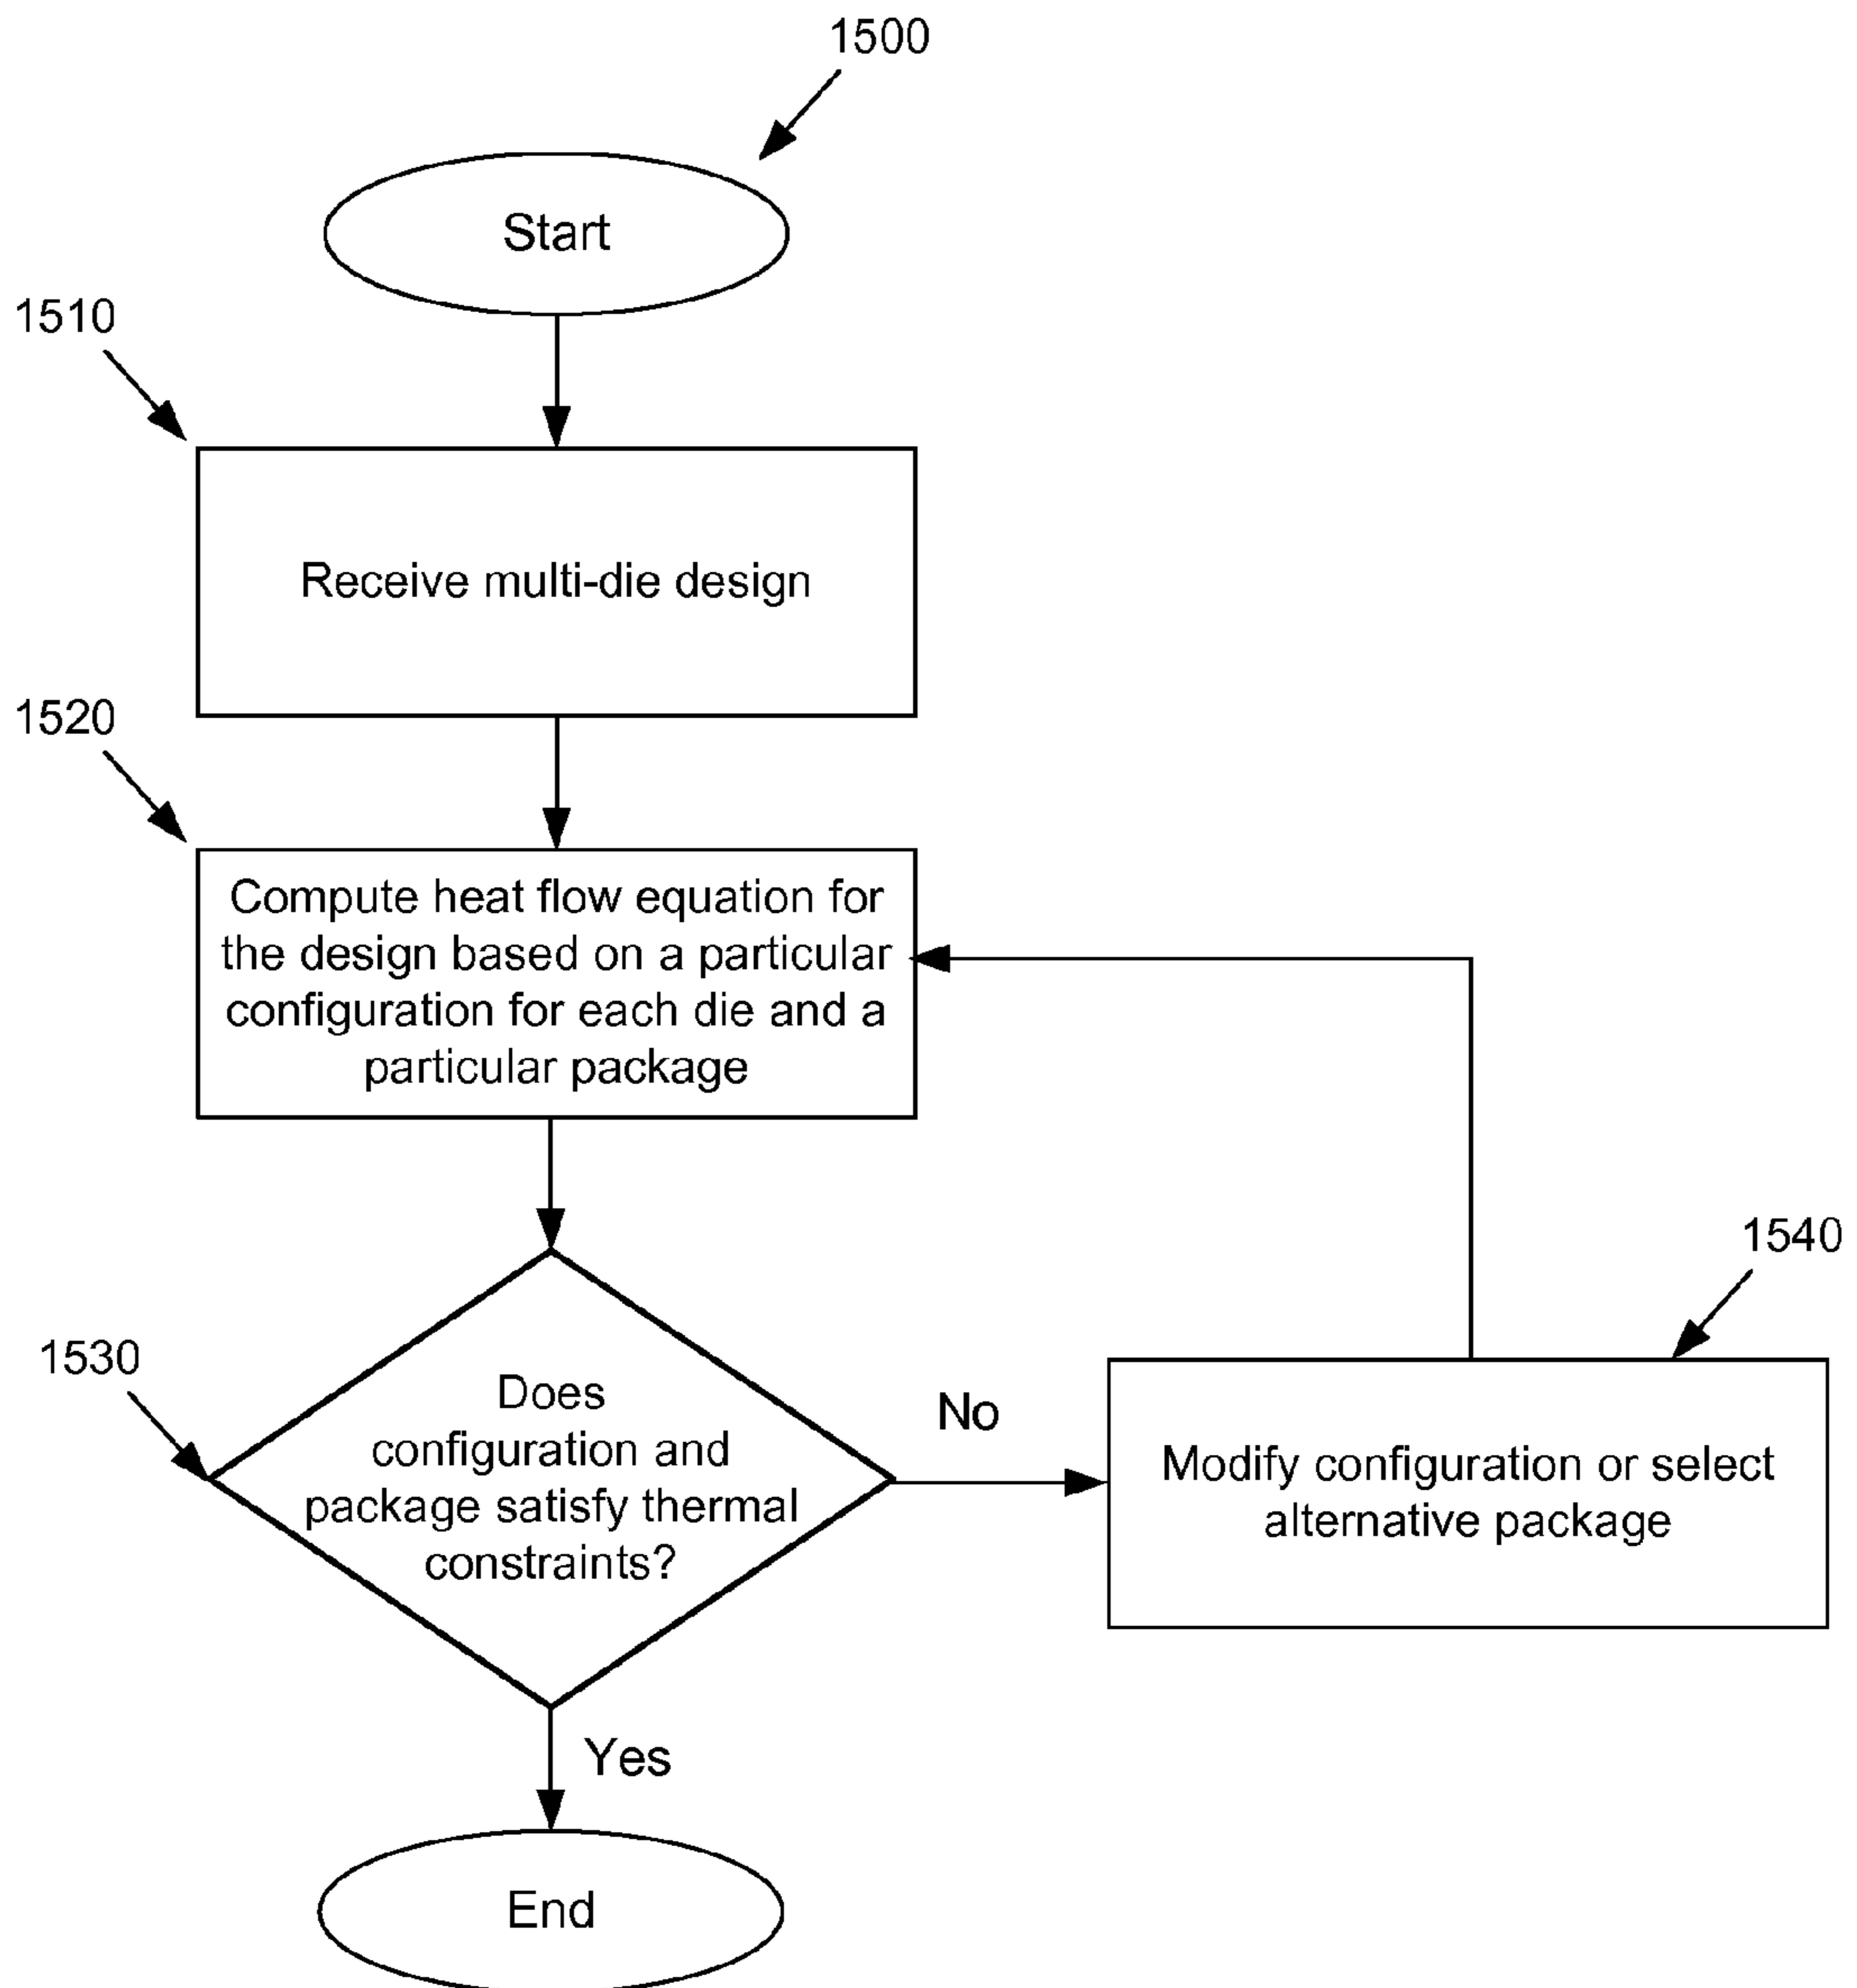 1500
Start
1510
Receive multi-die design
1520
Compute heat flow equation for
the design based on a particular
configuration for each die and a
particular package
1530
Does
configuration and
package satisfy thermal
constraints?
No
1540
Modify configuration or select
alternative package
Yes
End